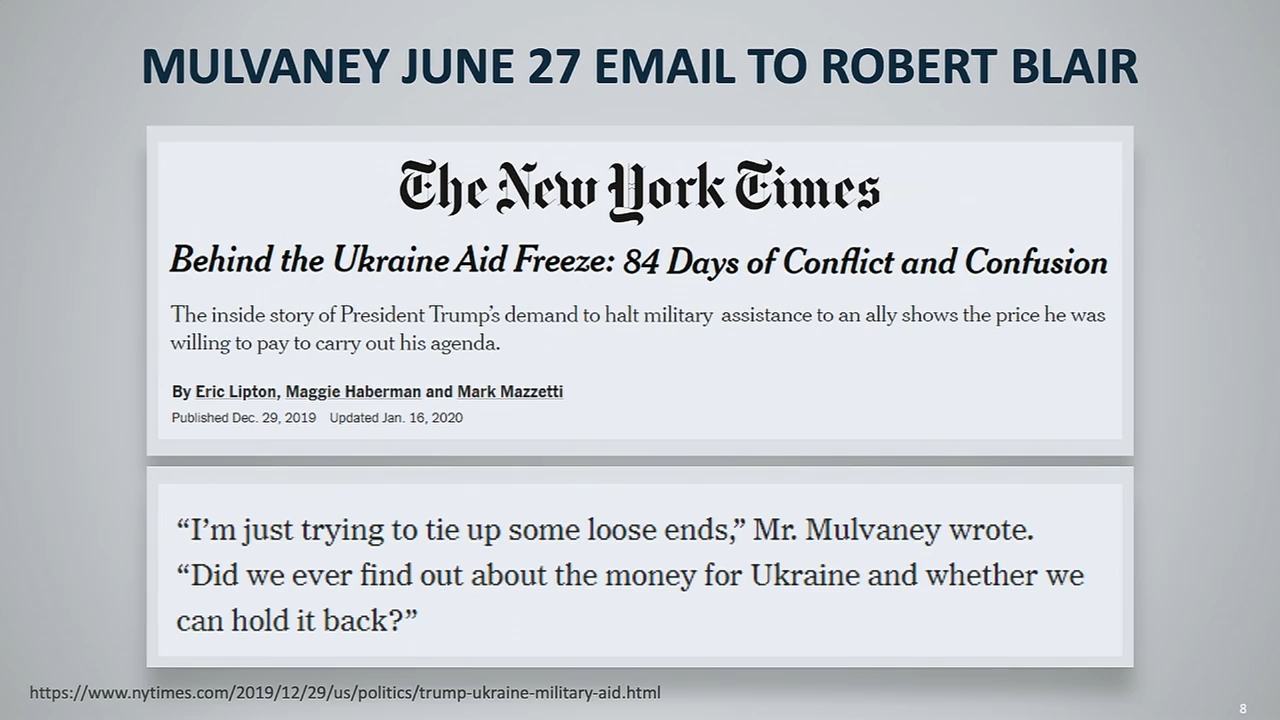 MULVANEY JUNE 27 EMAIL TO ROBERT BLAIR
The New York Times
Behind the Ukraine Aid Freeze: 84 Days of Conflict and Confusion
The inside story of President Trump’s demand to halt military assistance to an ally shows the price he was
willing to pay to carry out his agenda.
By Eric Lipton, Maggie Haberman and Mark Mazzetti
Published Dec. 29, 2019 Updated Jan. 16, 2020
“I’m just trying to tie up some loose ends,” Mr. Mulvaney wrote.
“Did we ever find out about the money for Ukraine and whether we
can hold it back?”
https://www.nytimes.com/2019/12/29/us/politics/trump-ukraine-military-aid.html
8